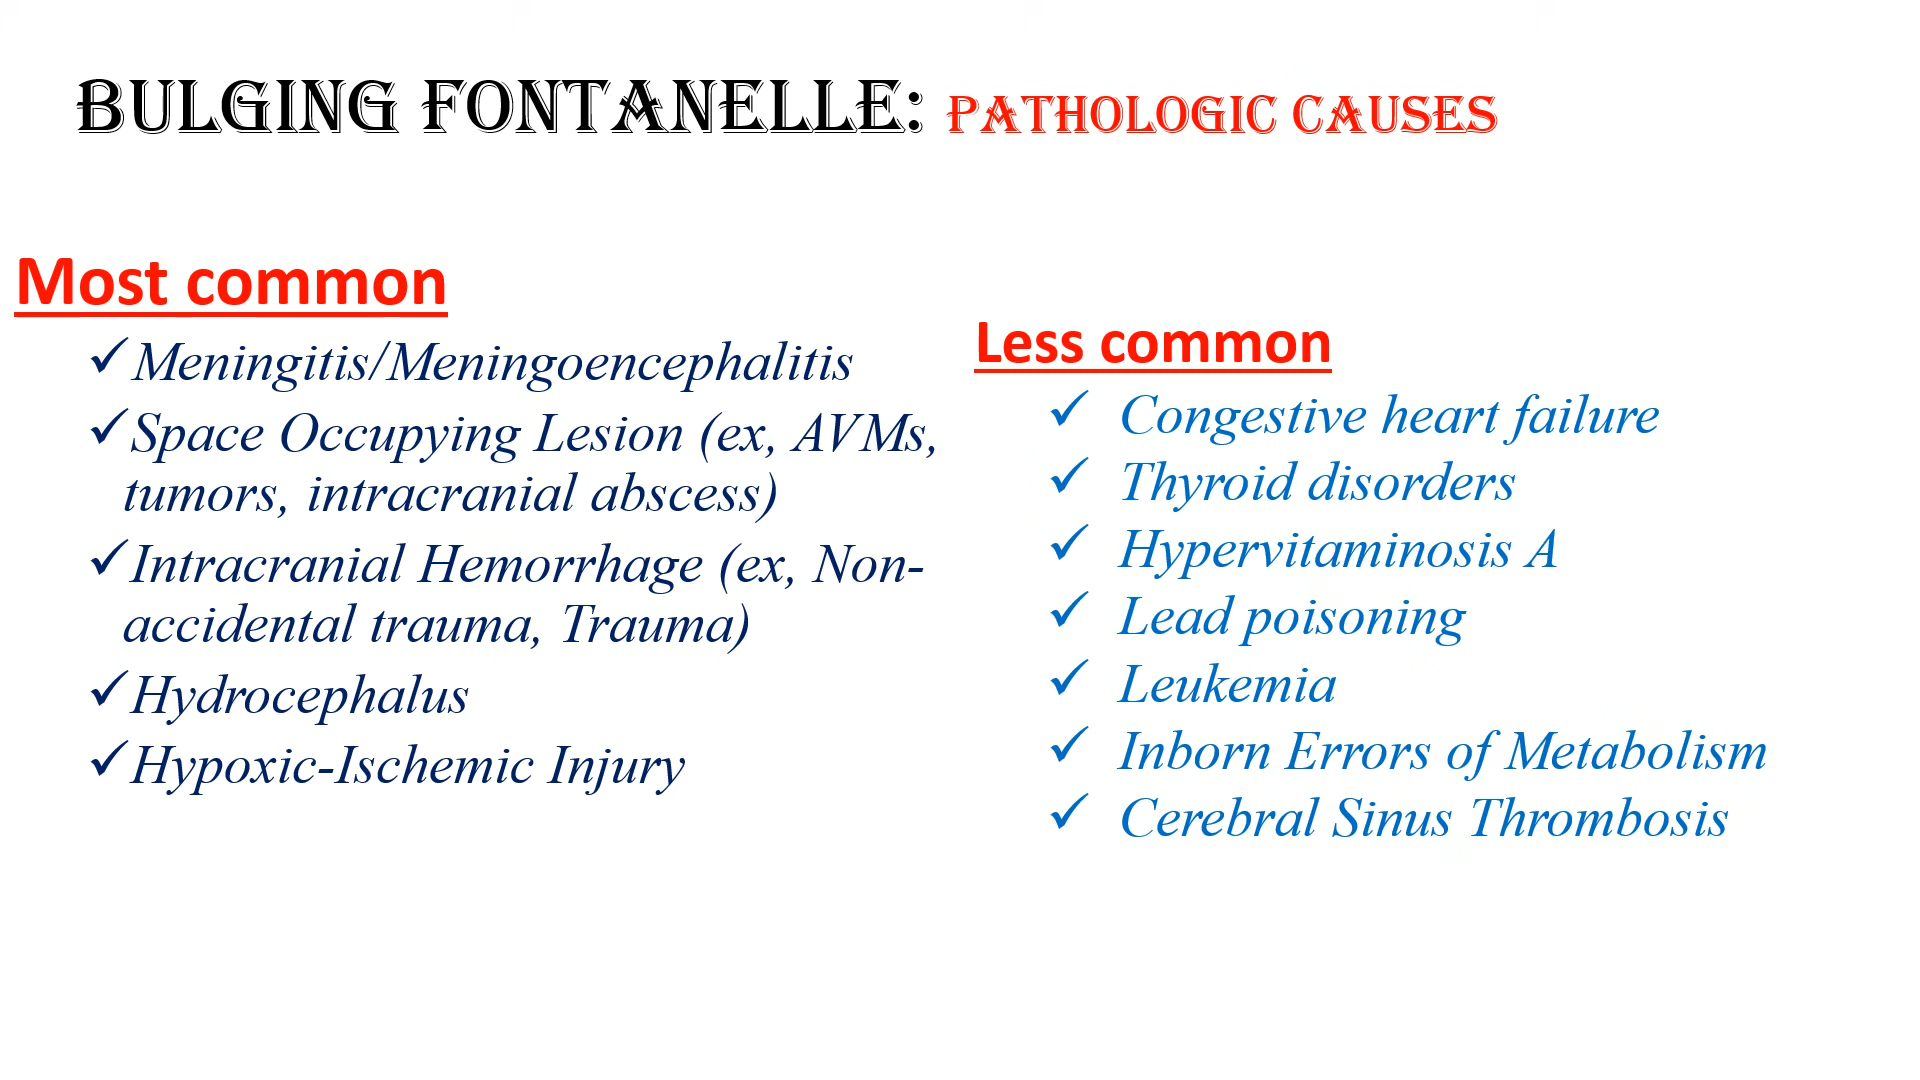 BULGING FONTANELLE: PATHOLOGIC CAUSES
Most common
✓Meningitis/Meningoencephalitis
✓Space Occupying Lesion (ex, AVMs,
tumors, intracranial abscess)
✓Intracranial Hemorrhage (ex, Non-
accidental trauma, Trauma)
✓Hydrocephalus
✓Hypoxic-Ischemic Injury
Less common
✓ Congestive heart failure
✓ Thyroid disorders
✓ Hypervitaminosis A
✓ Lead poisoning
✓ Leukemia
✓ Inborn Errors of Metabolism
✓ Cerebral Sinus Thrombosis